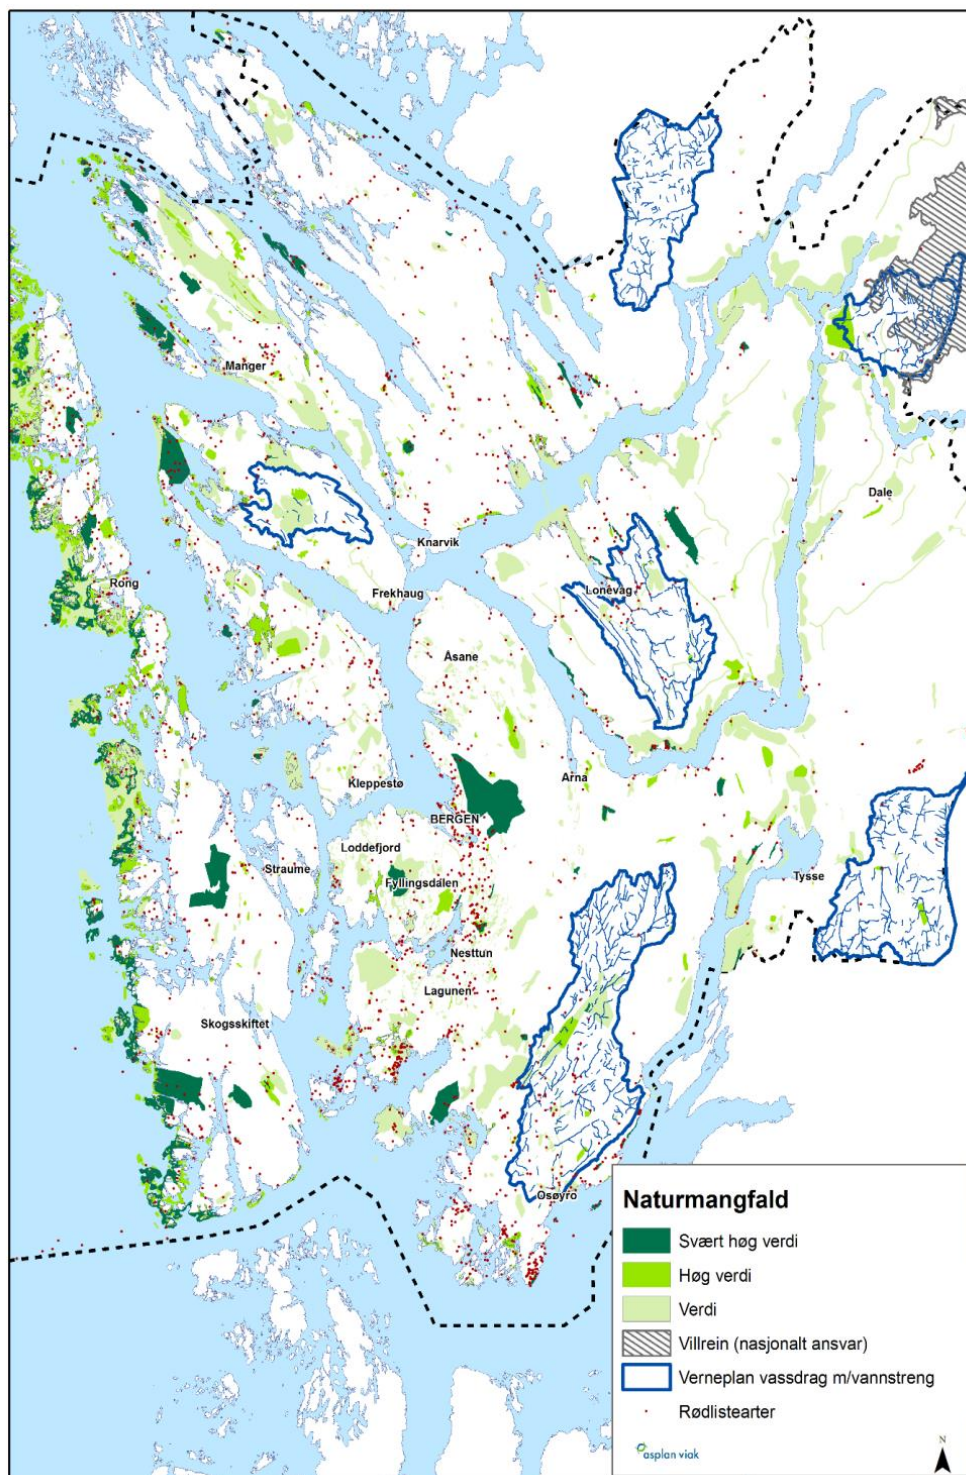 Manger
Dale
Knarvik
Rong
Frekhaug
Lonevåg
Åsane
Kleppestø
Arna
BERGEN
Loddefjord
Straume
Fyllingsdalen
Tysse
Nesttun
Lagunen
Skogsskiftet
Osøyro
Naturmangfald
Svært høg verdi
Høg verdi
Verdi
Villrein (nasjonalt ansvar)
Verneplan vassdrag m/vannstreng
Rødlistearter
asplan viak
N